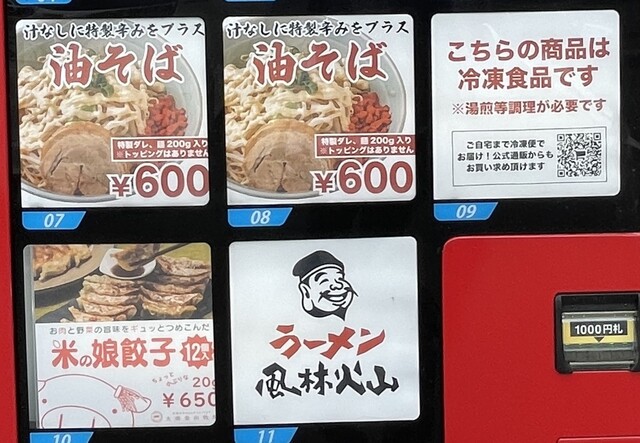 汁なしに特製辛みをプラス
油そば
特製ダレ、麺200g入り
※トッピングはありません
¥600
07
汁なしに特製辛みをプラス
油そば
特製ダレ、麺200g入り
※トッピングはありません
¥600
08
こちらの商品は
冷凍食品です
※湯煎等調理が必要です
ご自宅まで冷凍便で
お届け!公式通販からも
お買い求め頂けます
09
お肉と野菜の旨味をギュッとつめこんだ
米の娘餃子
12個
20g
¥650
10
ラーメン
風林火山
11
1000円札